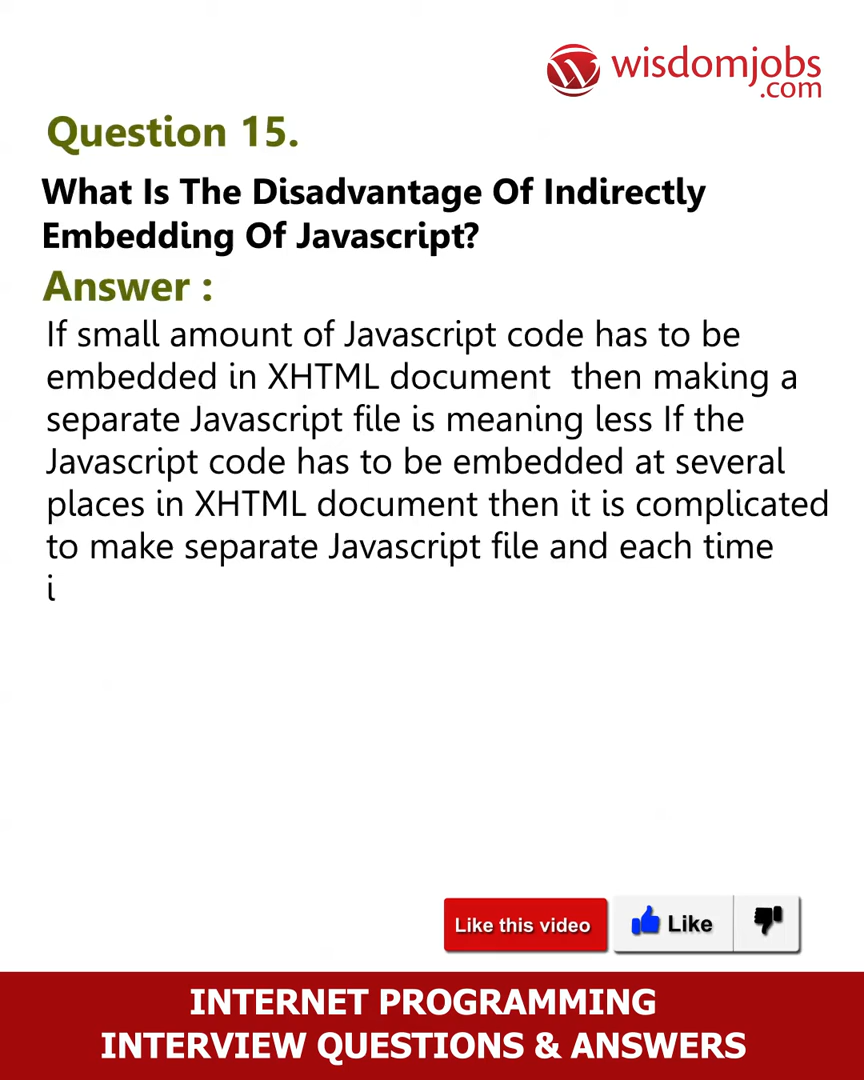 wisdomjobs
.com
Question 15.
What Is The Disadvantage Of Indirectly
Embedding Of Javascript?
Answer :
If small amount of Javascript code has to be
embedded in XHTML document  then making a
separate Javascript file is meaning less If the
Javascript code has to be embedded at several
places in XHTML document then it is complicated
to make separate Javascript file and each time
i
Like this video
Like
INTERNET PROGRAMMING
INTERVIEW QUESTIONS & ANSWERS